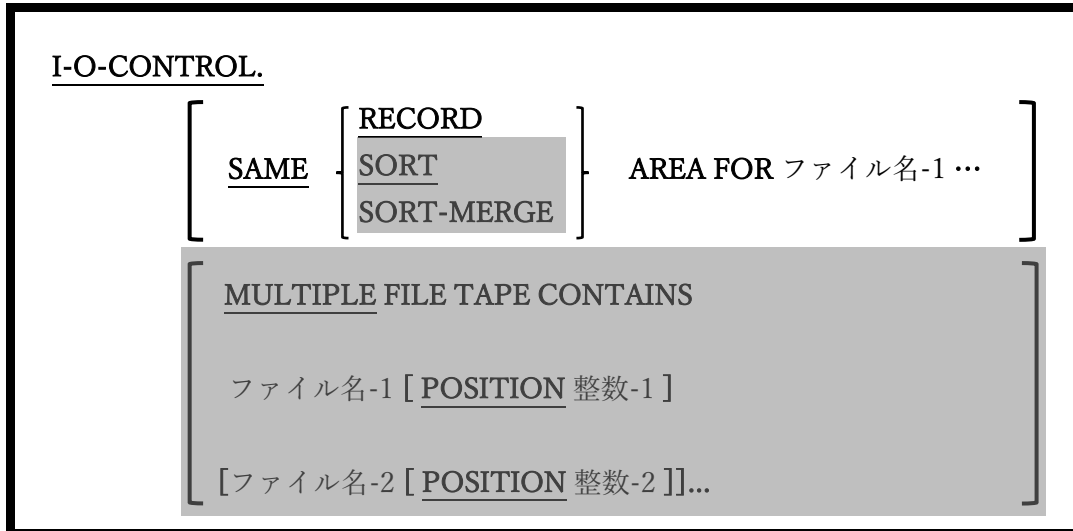 I-O-CONTROL.
RECORD
SAME SORT AREA FOR ファイル名-1 …
SORT-MERGE
MULTIPLE FILE TAPE CONTAINS
ファイル名-1 [ POSITION 整数-1 ]
[ファイル名-2 [ POSITION 整数-2 ]]...